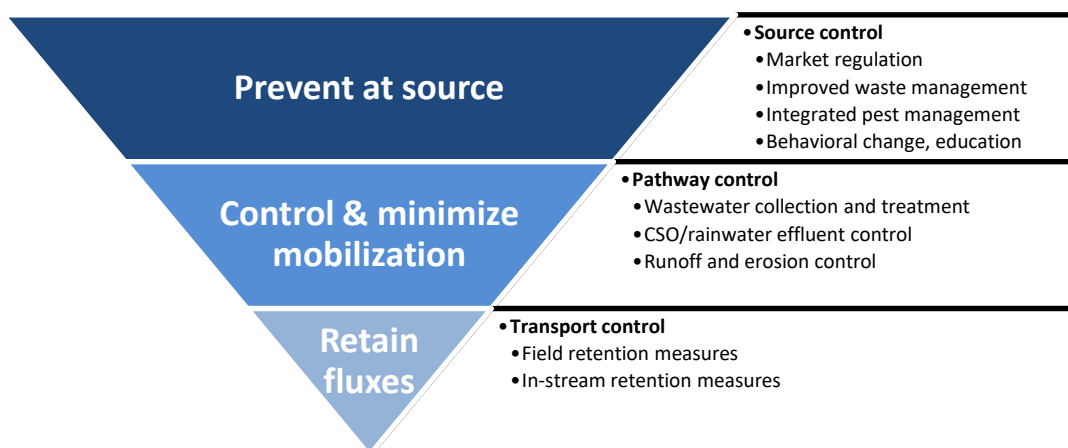 Prevent at source
•Source control
•Market regulation
•Improved waste management
•Integrated pest management
•Behavioral change, education
Control & minimize
mobilization
•Pathway control
•Wastewater collection and treatment
•CSO/rainwater effluent control
•Runoff and erosion control
Retain
fluxes
•Transport control
•Field retention measures
•In-stream retention measures